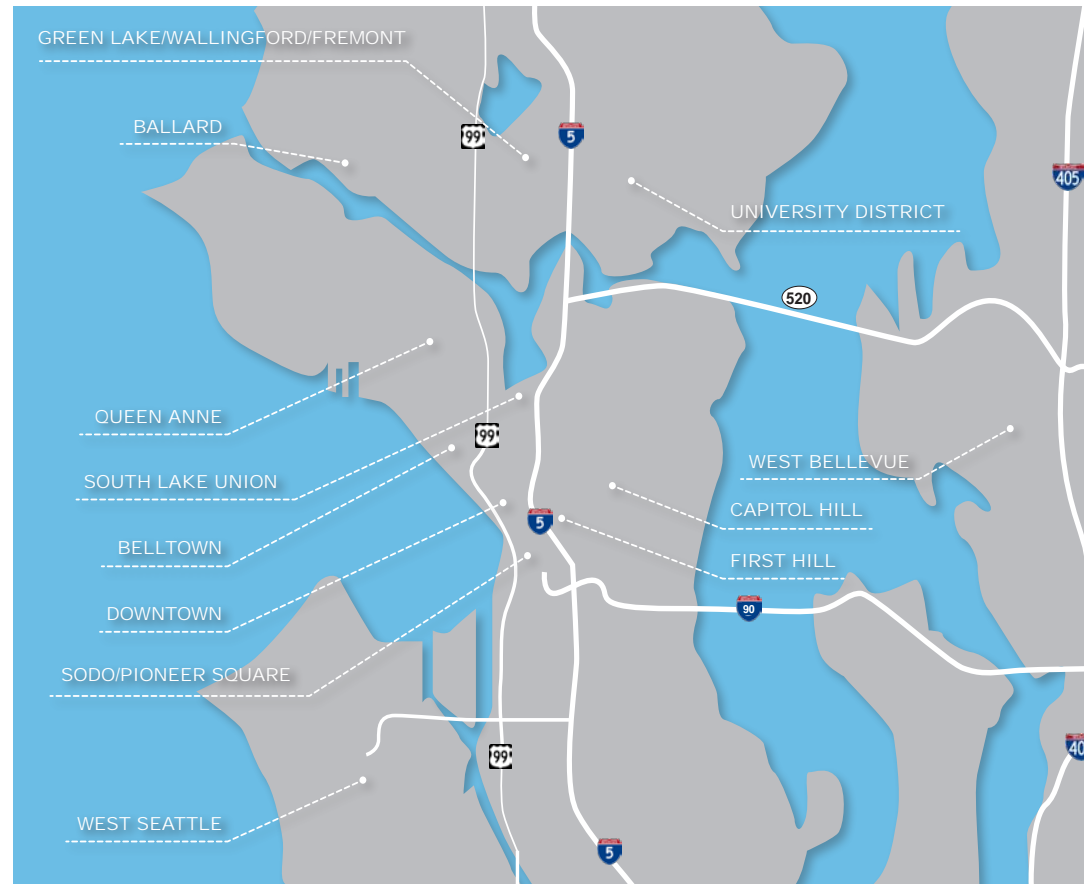 GREEN LAKE/WALLINGFORD/FREMONT
BALLARD
99
5
405
UNIVERSITY DISTRICT
520
QUEEN ANNE
99
SOUTH LAKE UNION
WEST BELLEVUE
CAPITOL HILL
5
BELLTOWN
FIRST HILL
DOWNTOWN
90
SODO/PIONEER SQUARE
99
40
WEST SEATTLE
5